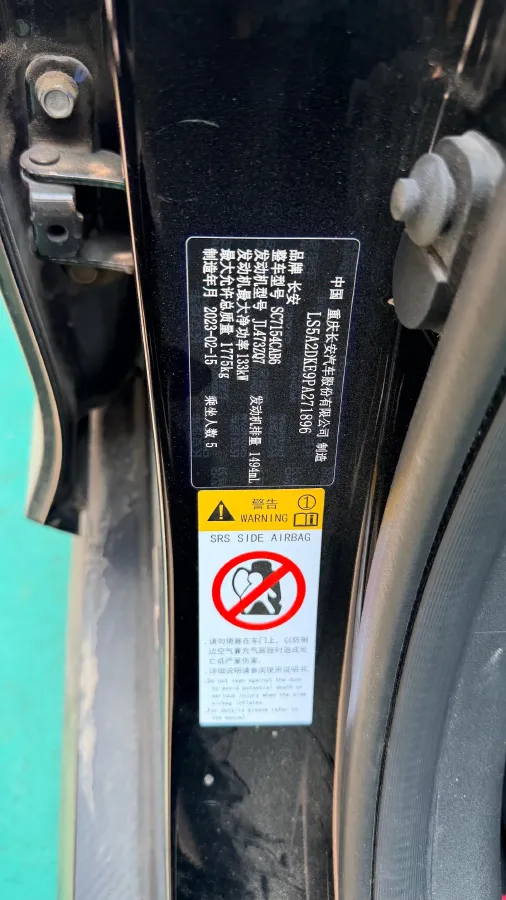 中国 重庆长安汽车股份有限公司 制造
LS5A2DKE9PA271896
品牌 长安
整车型号 SC7154CAB6
发动机型号 JL473ZQ7 发动机排量 1494mL
发动机最大净功率 133kW
最大允许总质量 1775kg
制造年月 2023-02-15 乘坐人数 5
警告 1
WARNING
SRS SIDE AIRBAG
请勿倚靠在车门上，以防侧
边空气囊充气膨胀时造成死
亡或严重伤害.
详细说明请参买使用说明书.
Do not lean against the door
to avoid potential death or
serious injury when the side
airbag inflates.
For details please refer to
the manual